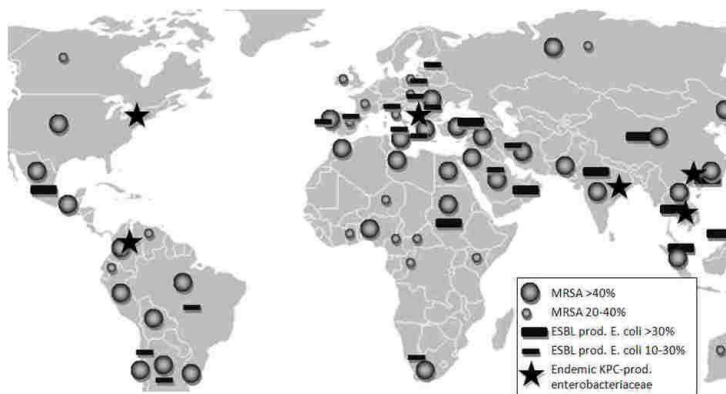 MRSA >40%
MRSA 20-40%
ESBL prod. E. coli >30%
ESBL prod. E. coli 10-30%
Endemic KPC-prod.
enterobacteriaceae